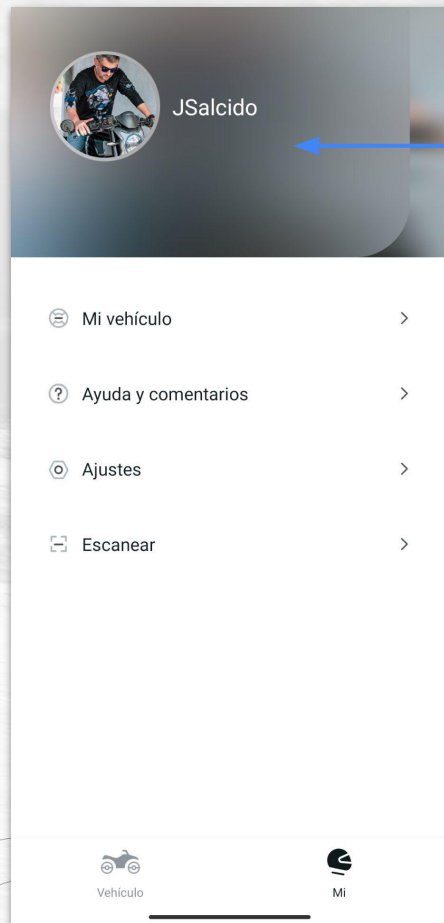 JSalcido
Mi vehículo
Ayuda y comentarios
Ajustes
Escanear
Vehículo
Mi